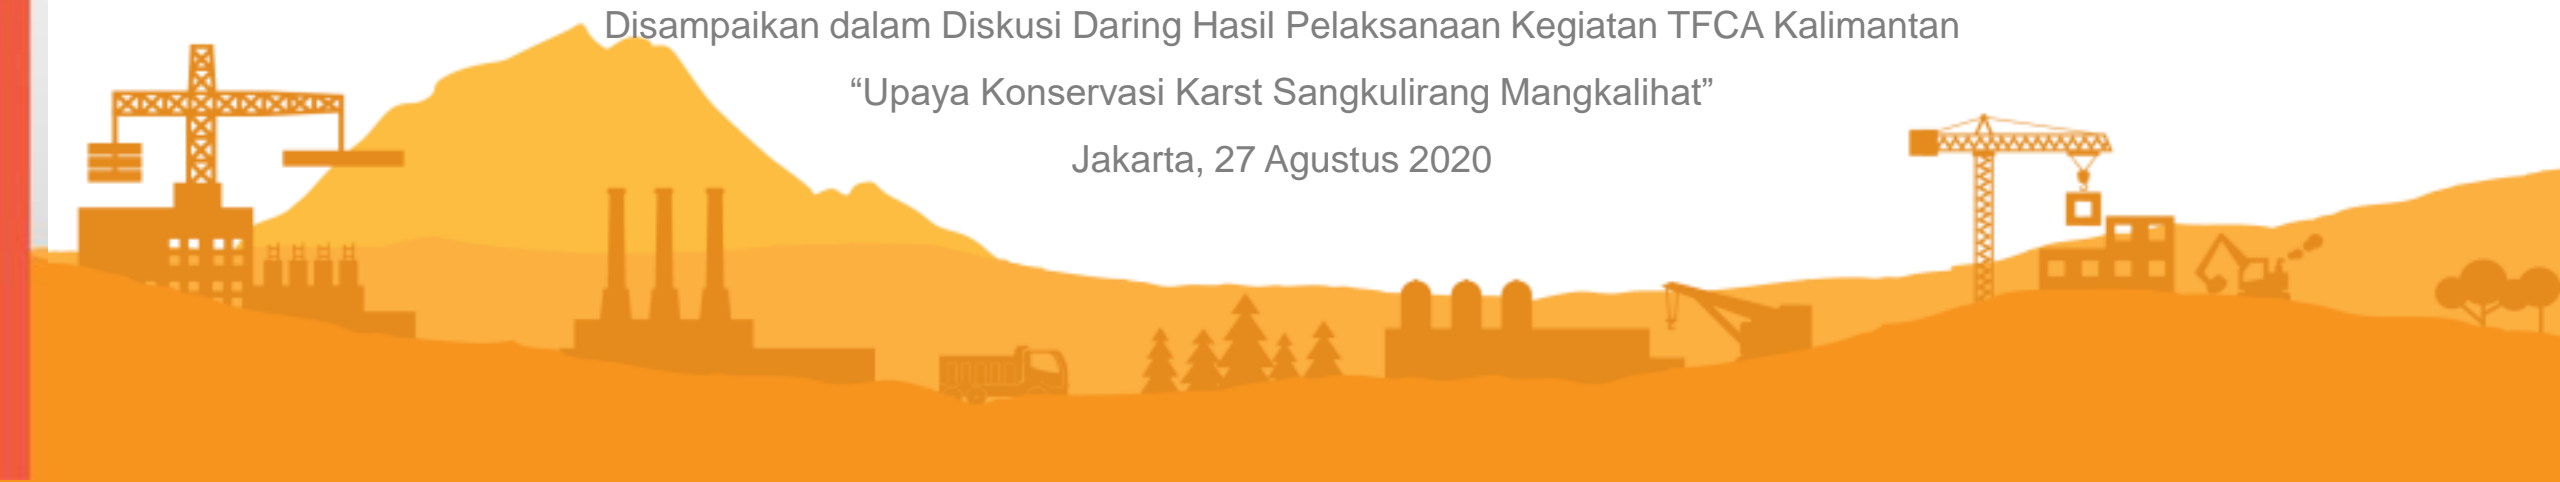 Disampaikan dalam Diskusi Daring Hasil Pelaksanaan Kegiatan TFCA Kalimantan
“Upaya Konservasi Karst Sangkulirang Mangkalihat”
Jakarta, 27 Agustus 2020